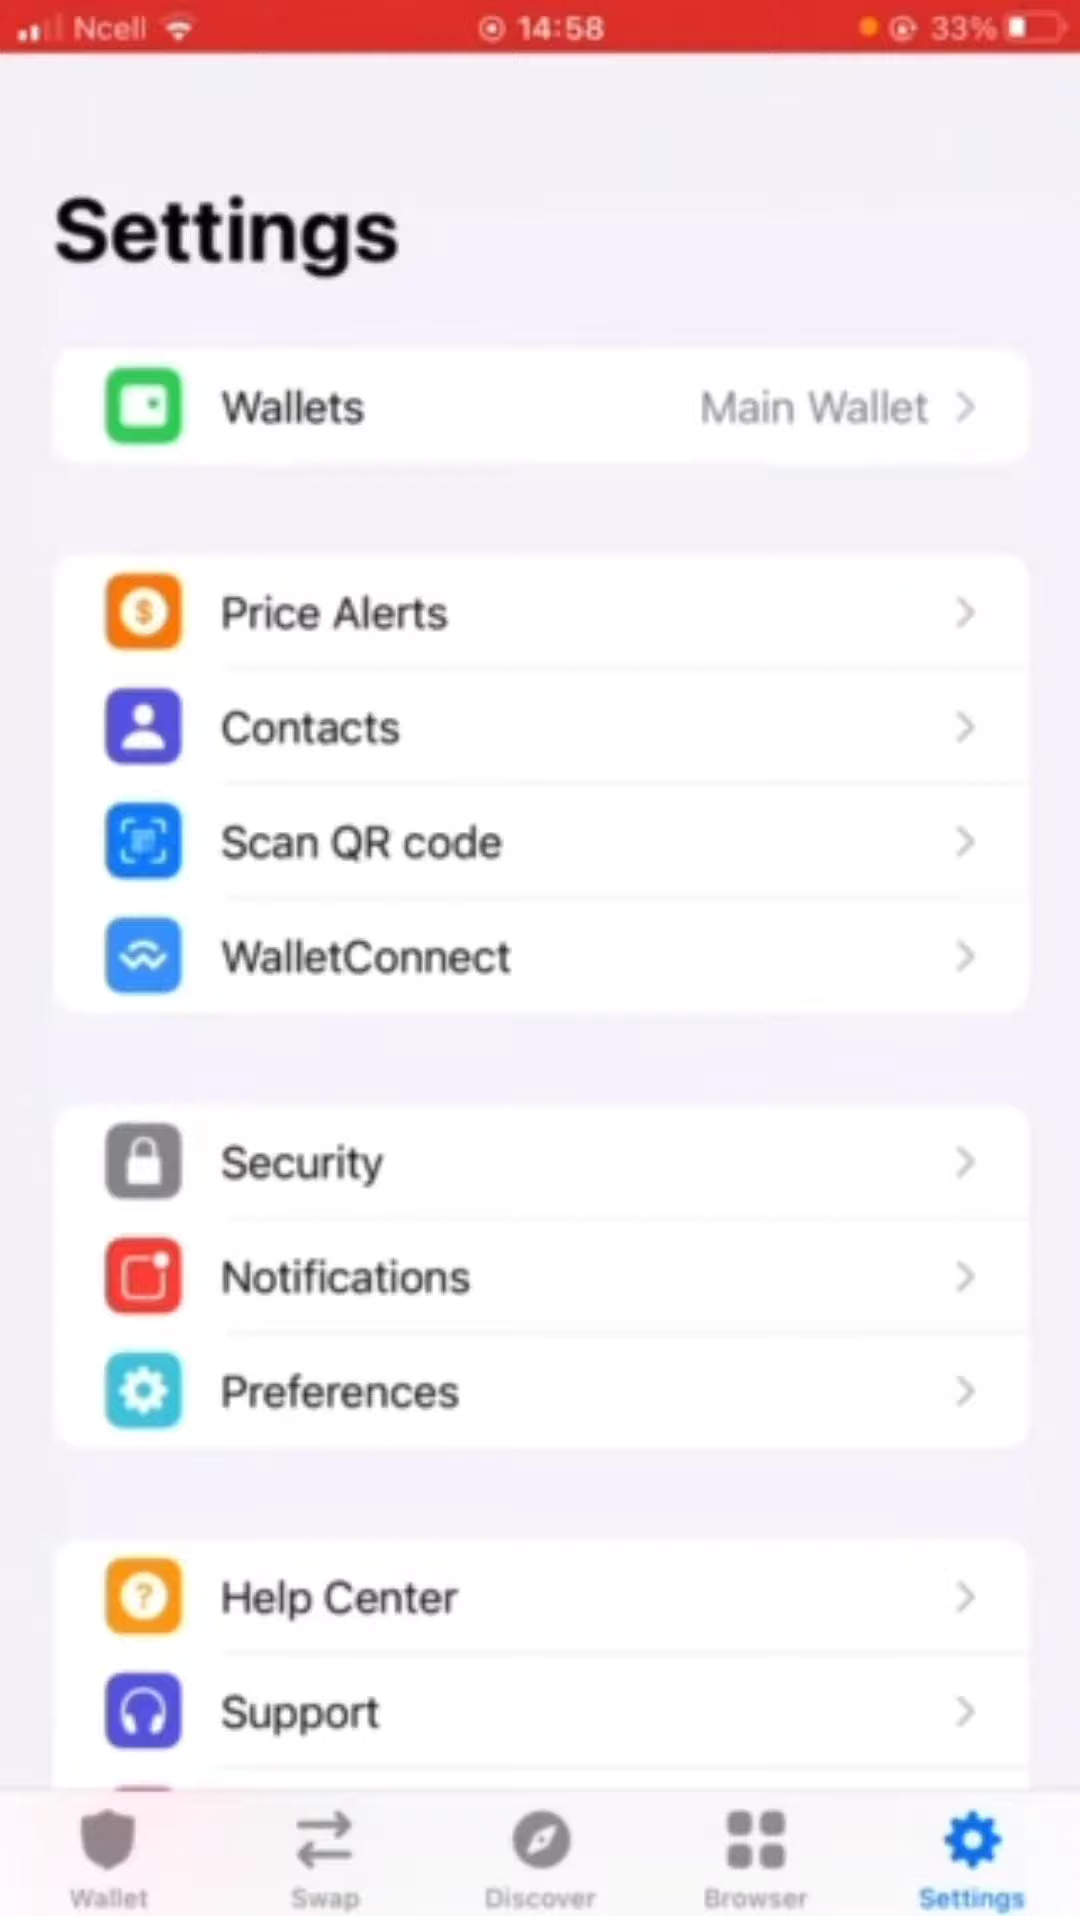 Ncell 14:58 33%
Settings
Wallets Main Wallet
Price Alerts
Contacts
Scan QR code
WalletConnect
Security
Notifications
Preferences
Help Center
Support
Wallet Swap Discover Browser Settings